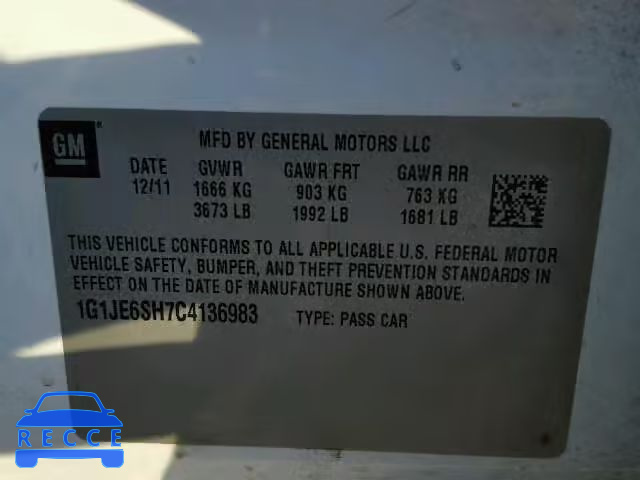 GM
MFD BY GENERAL MOTORS LLC
DATE GVWR GAWR FRT GAWR RR
12/11 1666 KG 903 KG 763 KG
3673 LB 1992 LB 1681 LB
THIS VEHICLE CONFORMS TO ALL APPLICABLE U.S. FEDERAL MOTOR
VEHICLE SAFETY, BUMPER, AND THEFT PREVENTION STANDARDS IN
EFFECT ON THE DATE OF MANUFACTURE SHOWN ABOVE.
1G1JE6SH7C4136983 TYPE: PASS CAR
RECCE